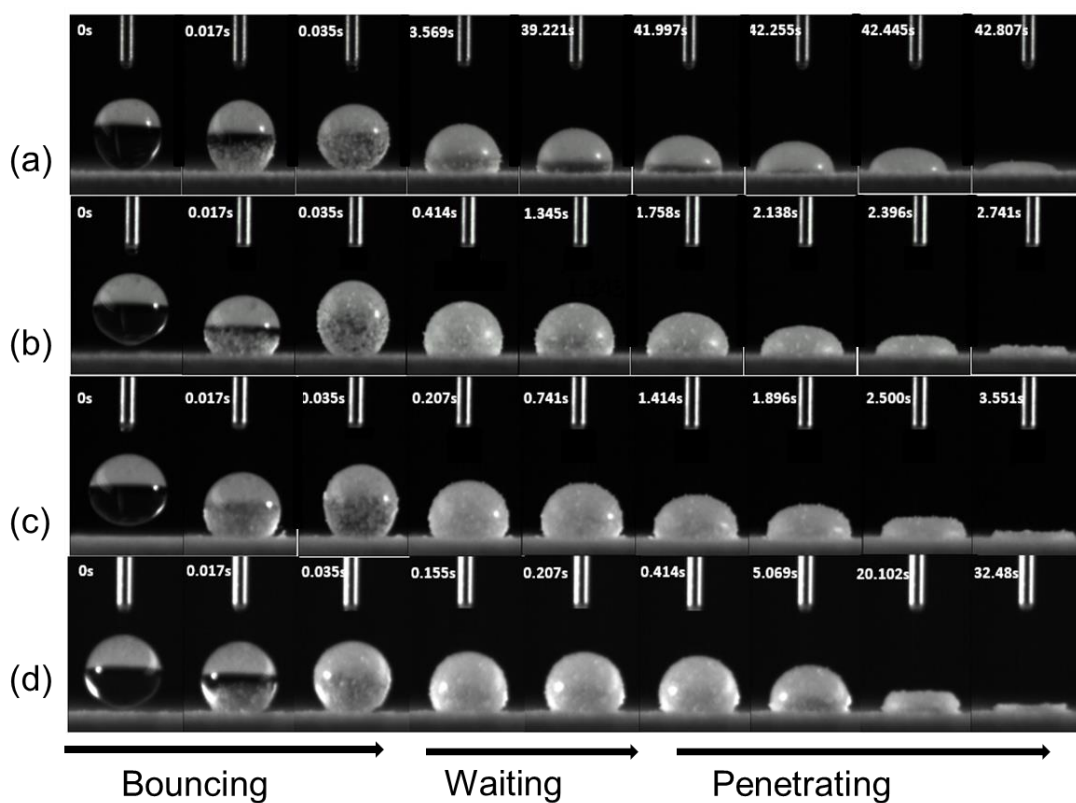 0s 0.017s 0.035s 3.569s 39.221s 41.997s 42.255s 42.445s 42.807s
(a)
0s 0.017s 0.035s 0.414s 1.345s 1.758s 2.138s 2.396s 2.741s
(b)
0s 0.017s 0.035s 0.207s 0.741s 1.414s 1.896s 2.500s 3.551s
(c)
0s 0.017s 0.035s 0.155s 0.207s 0.414s 5.069s 20.102s 32.48s
(d)
Bouncing Waiting Penetrating